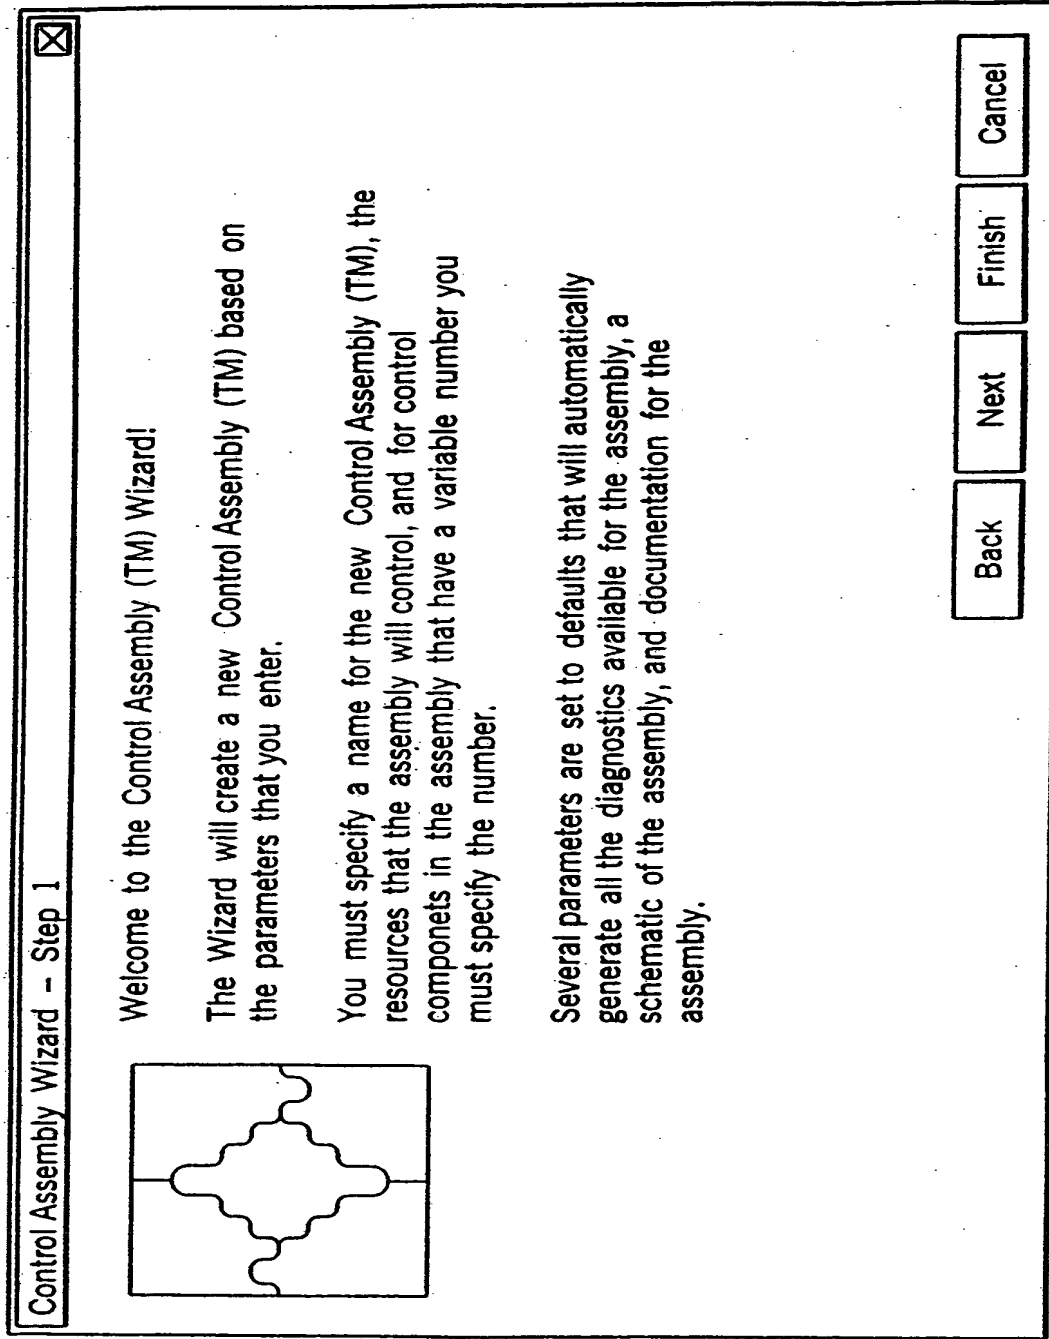 Control Assembly Wizard – Step 1
Welcome to the Control Assembly (TM) Wizard!
The Wizard will create a new Control Assembly (TM) based on
the parameters that you enter.
You must specify a name for the new Control Assembly (TM), the
resources that the assembly will control, and for control
componets in the assembly that have a variable number you
must specify the number.
Several parameters are set to defaults that will automatically
generate all the diagnostics available for the assembly, a
schematic of the assembly, and documentation for the
assembly.
Back
Next
Finish
Cancel